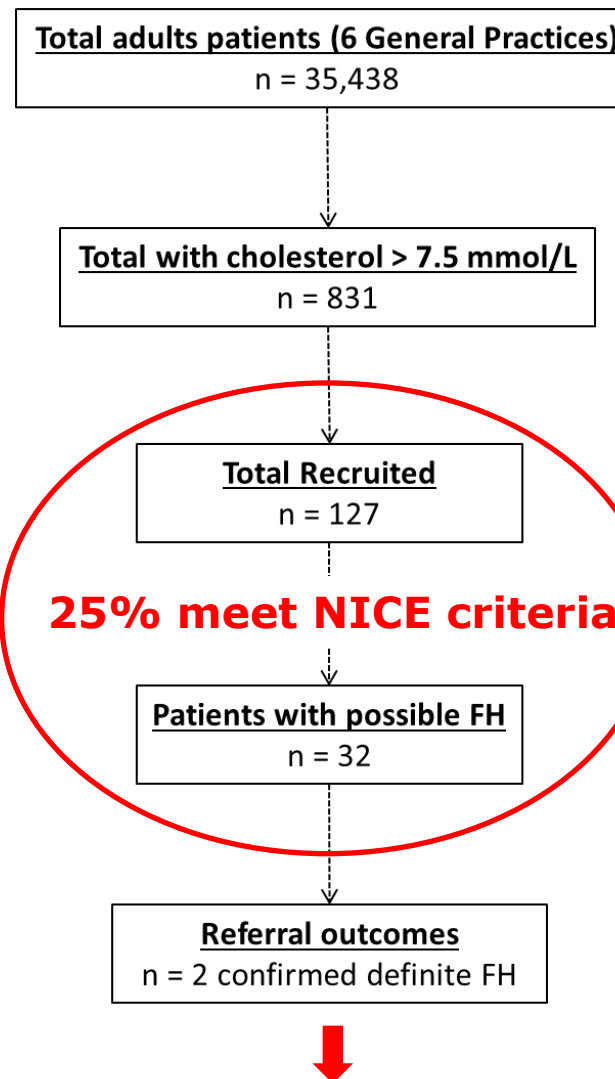 Total adults patients (6 General Practices)
n = 35,438
Total with cholesterol > 7.5 mmol/L
n = 831
Total Recruited
n = 127
25% meet NICE criteria
Patients with possible FH
n = 32
Referral outcomes
n = 2 confirmed definite FH